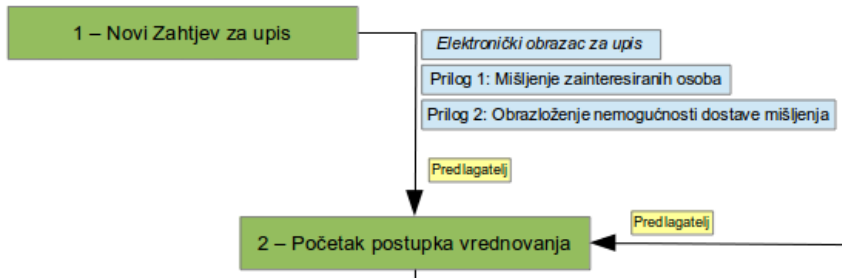 1 – Novi Zahtjev za upis
Elektronički obrazac za upis
Prilog 1: Mišljenje zainteresiranih osoba
Prilog 2: Obrazloženje nemogućnosti dostave mišljenja
Predlagatelj
Predlagatelj
2 – Početak postupka vrednovanja